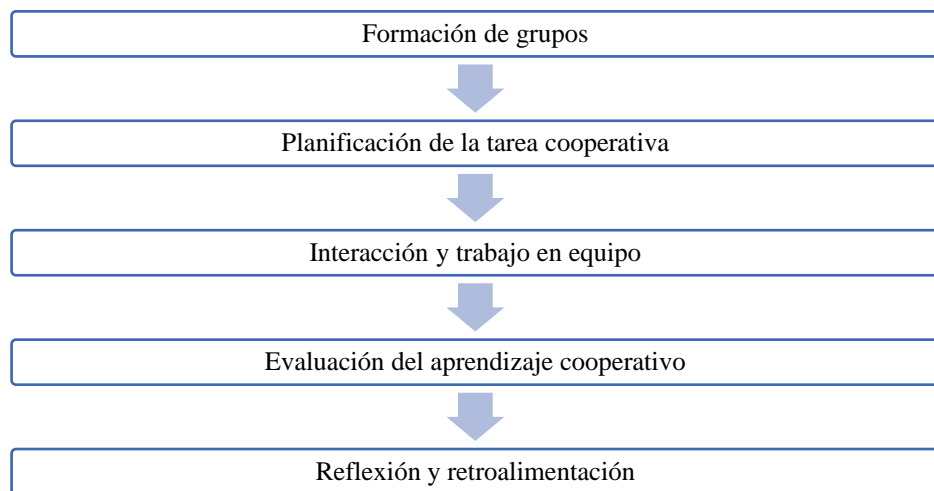 Formación de grupos
Planificación de la tarea cooperativa
Interacción y trabajo en equipo
Evaluación del aprendizaje cooperativo
Reflexión y retroalimentación